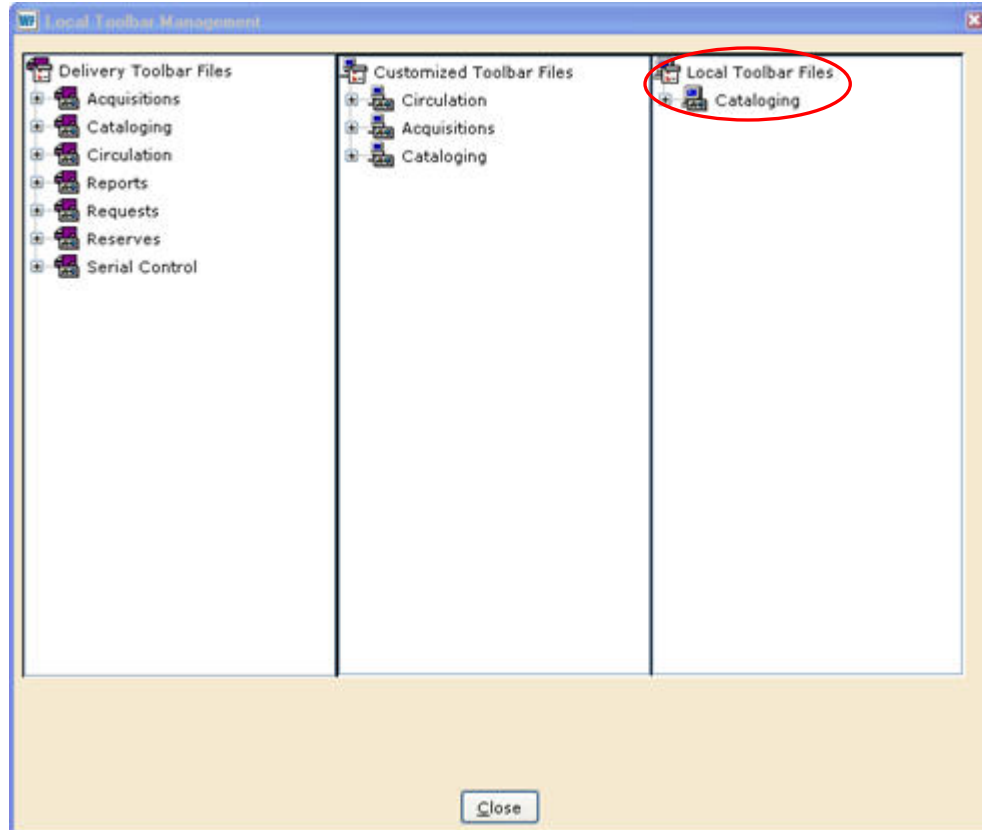 WF Local Toolbar Management
Delivery Toolbar Files
Acquisitions
Cataloging
Circulation
Reports
Requests
Reserves
Serial Control
Customized Toolbar Files
Circulation
Acquisitions
Cataloging
Local Toolbar Files
Cataloging
Close